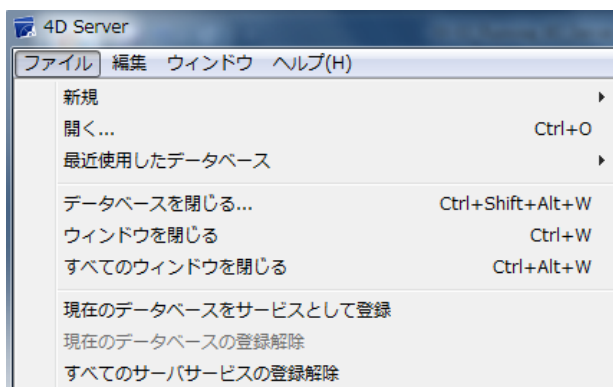 4D Server
ファイル 編集 ウィンドウ ヘルプ(H)
新規
開く... Ctrl+O
最近使用したデータベース
データベースを閉じる... Ctrl+Shift+Alt+W
ウィンドウを閉じる Ctrl+W
すべてのウィンドウを閉じる Ctrl+Alt+W
現在のデータベースをサービスとして登録
現在のデータベースの登録解除
すべてのサーバサービスの登録解除